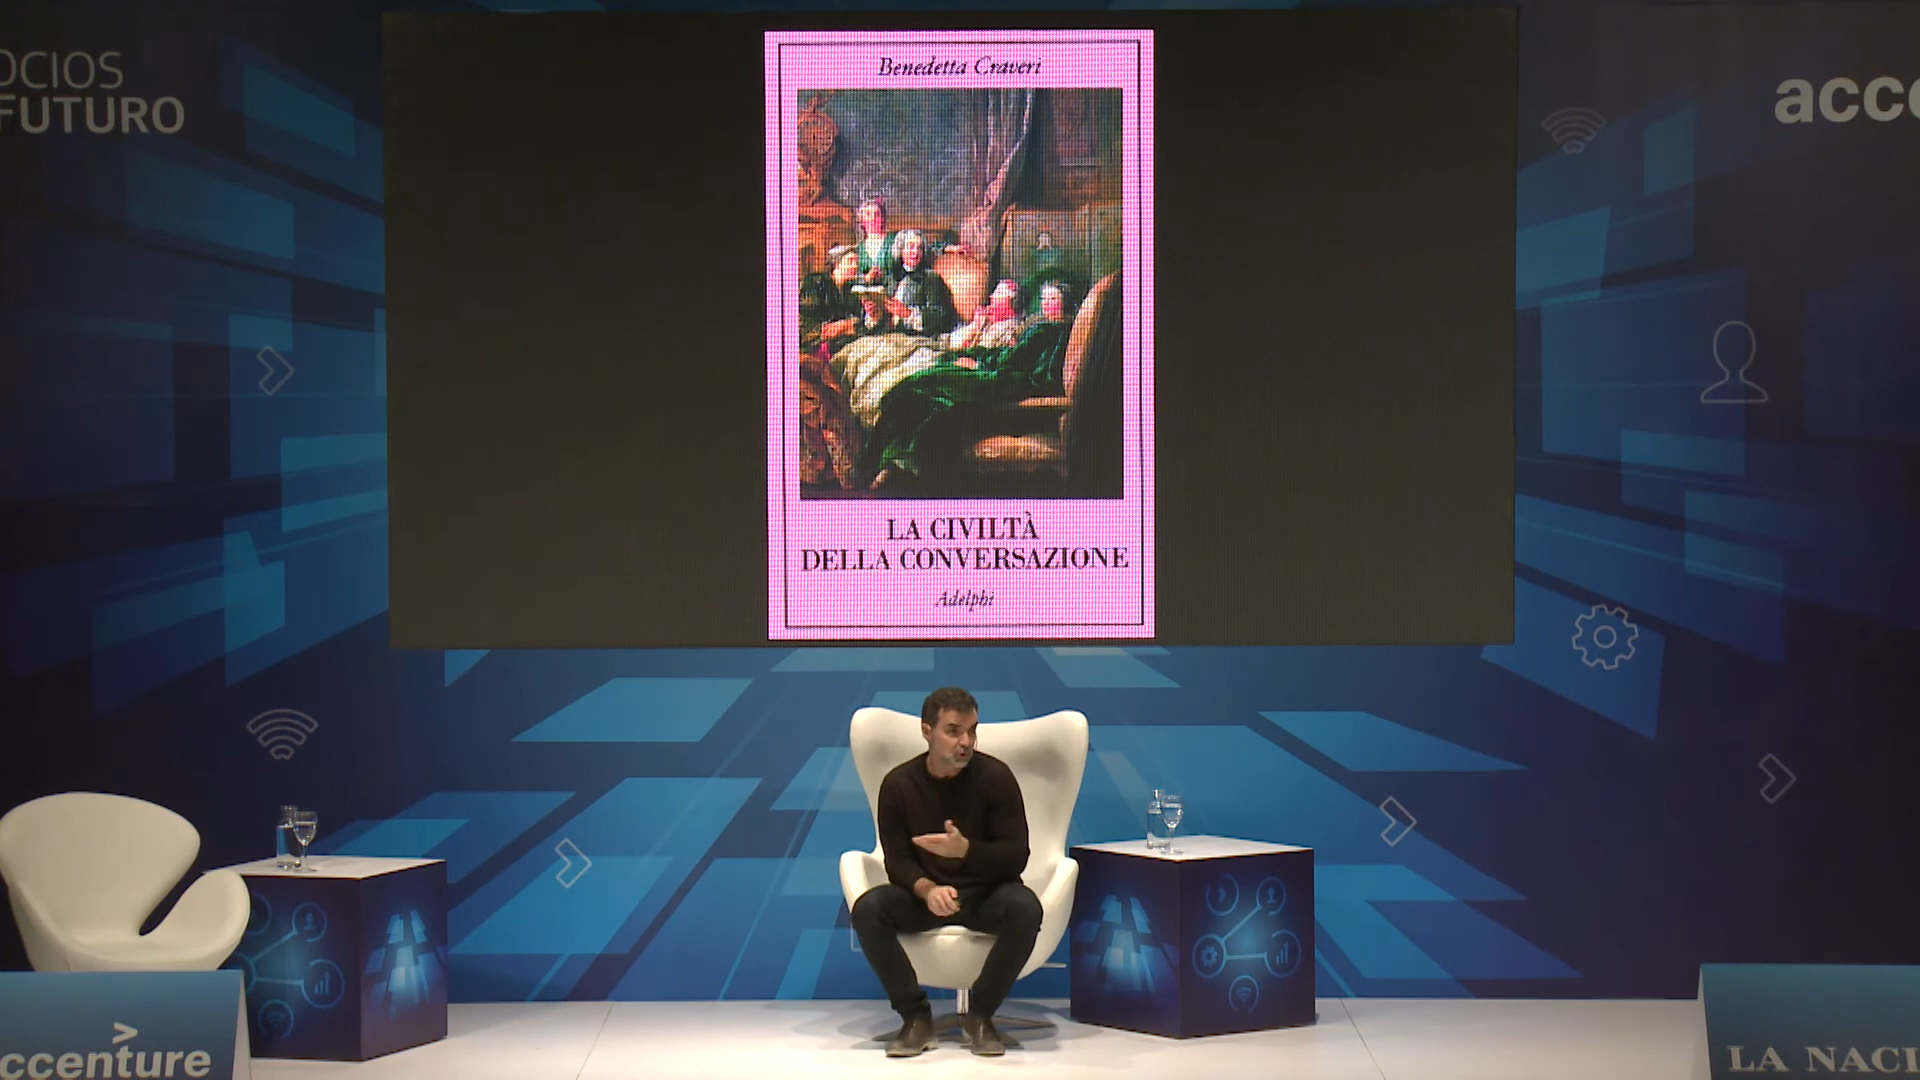 OCIOS
FUTURO
acce
Benedetta Craveri
LA CIVILTÀ
DELLA CONVERSAZIONE
Adelphi
ccenture
LA NACI